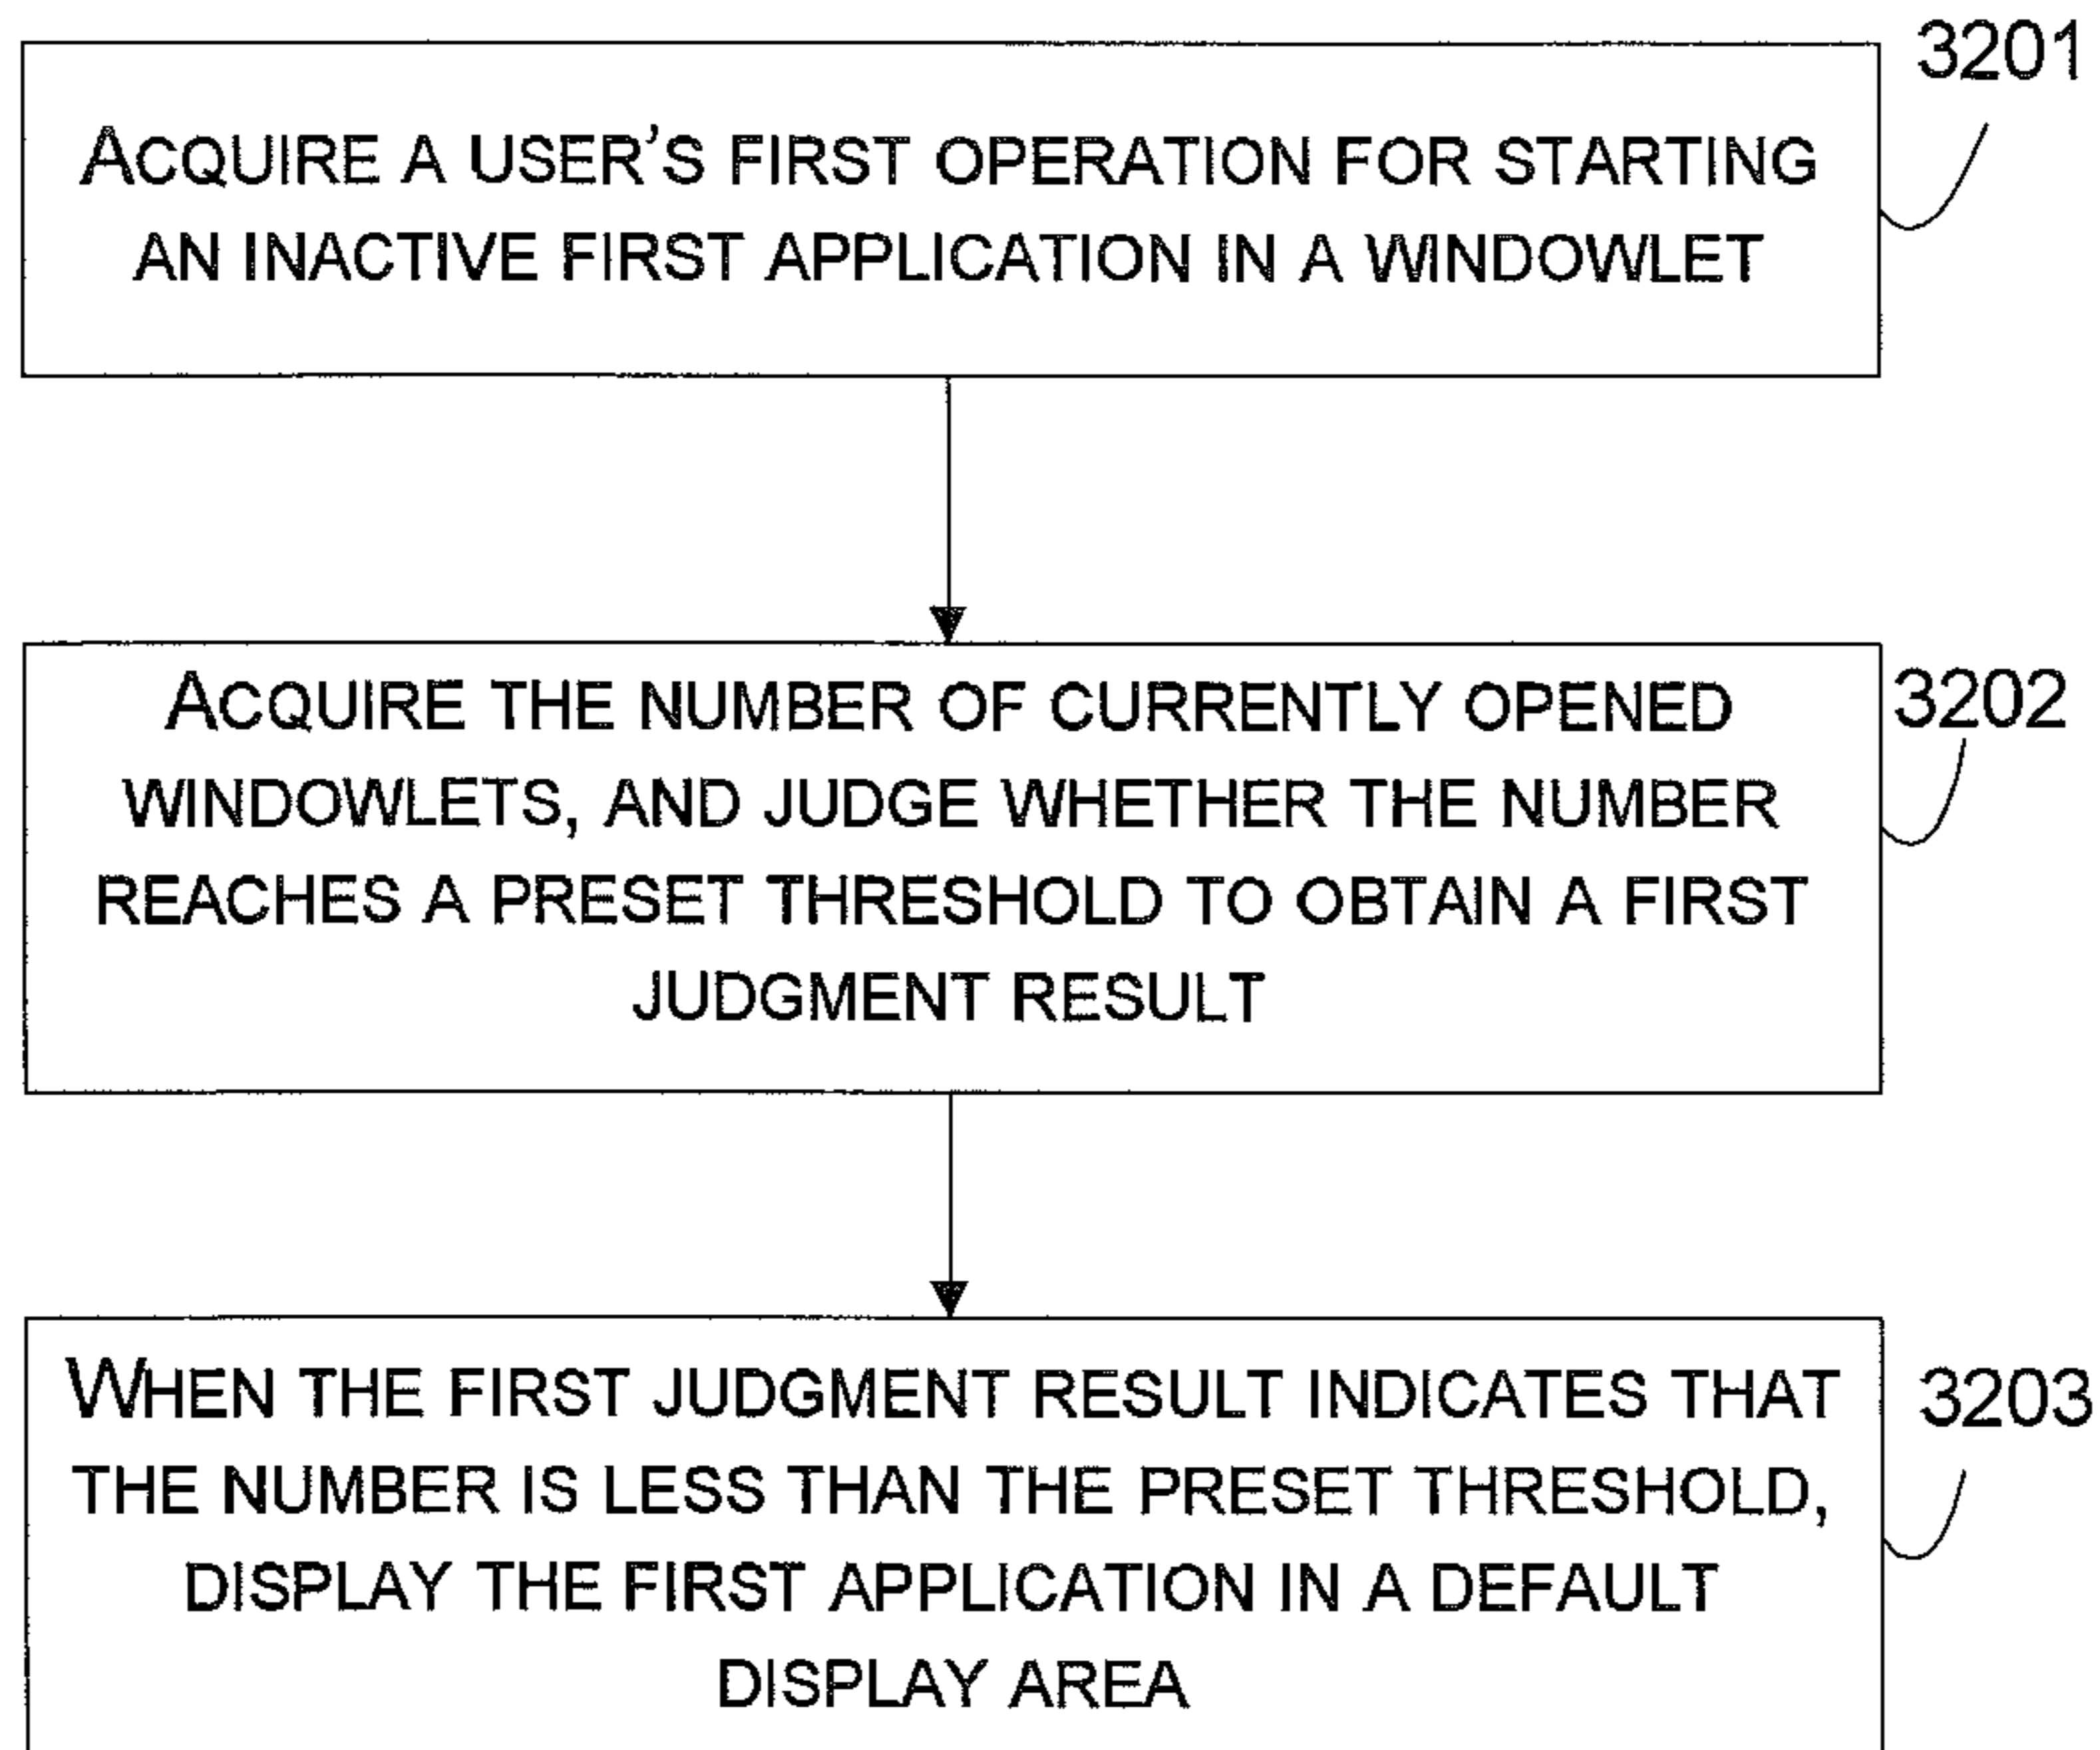 3201
ACQUIRE A USER'S FIRST OPERATION FOR STARTING
AN INACTIVE FIRST APPLICATION IN A WINDOWLET
ACQUIRE THE NUMBER OF CURRENTLY OPENED
WINDOWLETS, AND JUDGE WHETHER THE NUMBER
REACHES A PRESET THRESHOLD TO OBTAIN A FIRST
JUDGMENT RESULT
3202
WHEN THE FIRST JUDGMENT RESULT INDICATES THAT
THE NUMBER IS LESS THAN THE PRESET THRESHOLD,
DISPLAY THE FIRST APPLICATION IN A DEFAULT
DISPLAY AREA
3203